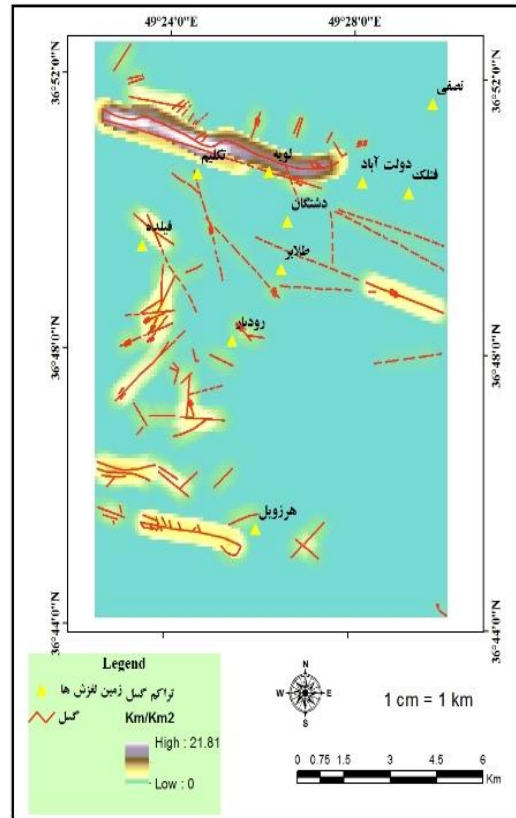 49°24'0"E 49°28'0"E
36°52'0"N
36°52'0"N
نصفی
لویه
دولت آباد
تکلیم
فتلک
دشتگان
فیلده
طلابر
رودبار
36°48'0"N
36°48'0"N
هرزویل
36°44'0"N
36°44'0"N
Legend
زمین لغزش ها تراکم گسل
گسل Km/Km2
High : 21.81
Low : 0
N
W E
S
1 cm = 1 km
0 0.75 1.5 3 4.5 6
Km